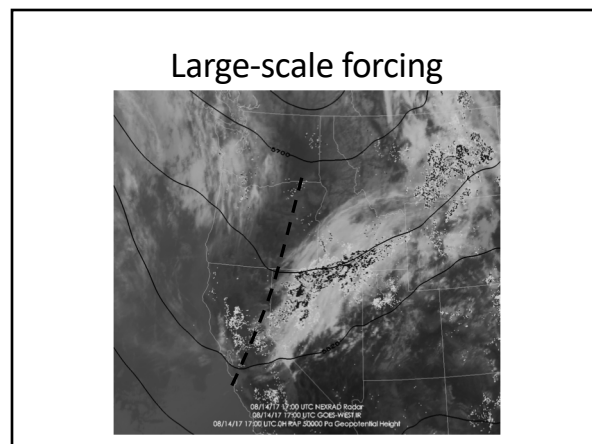 Large-scale forcing
5700
08/14/17 17:00 UTC NEXRAD Radar
08/14/17 17:00 UTC GOES-WEST IR
08/14/17 17:00 UTC 0H RAP 50000 Pa Geopotential Height